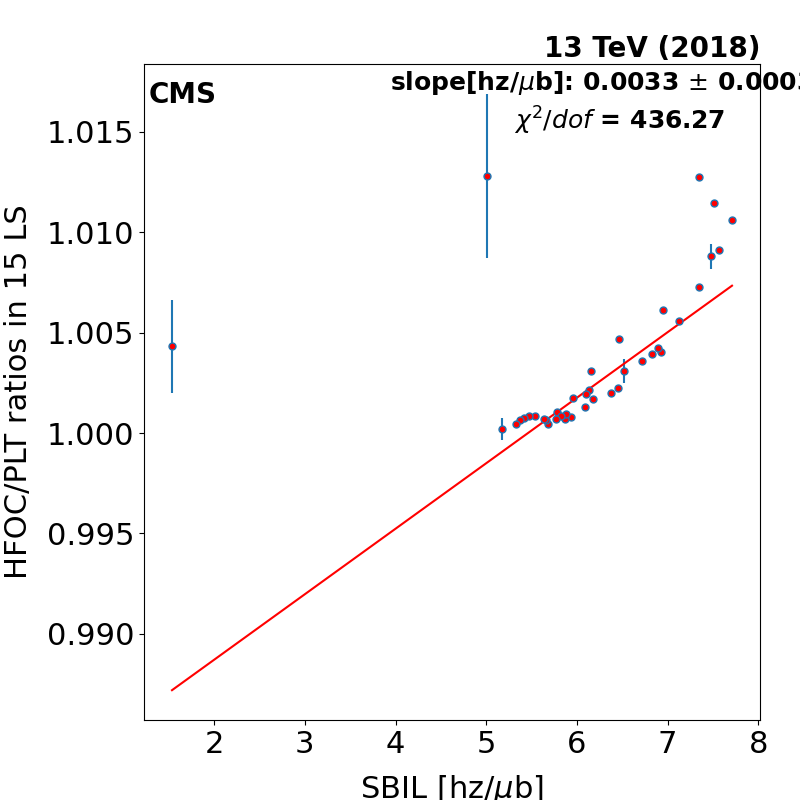 13 TeV (2018)
CMS
slope[hz/μb]: 0.0033 ± 0.0003
χ²/dof = 436.27
HFOC/PLT ratios in 15 LS
1.015
1.010
1.005
1.000
0.995
0.990
2 3 4 5 6 7 8
SBIL [hz/μb]